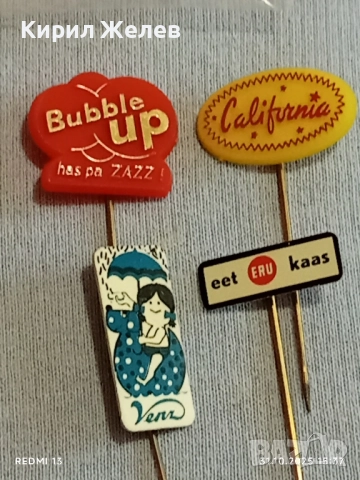 Кирил Желев
Bubble
up
has pa ZAZZ!
California
eet ERU kaas
Venz
REDMI 13